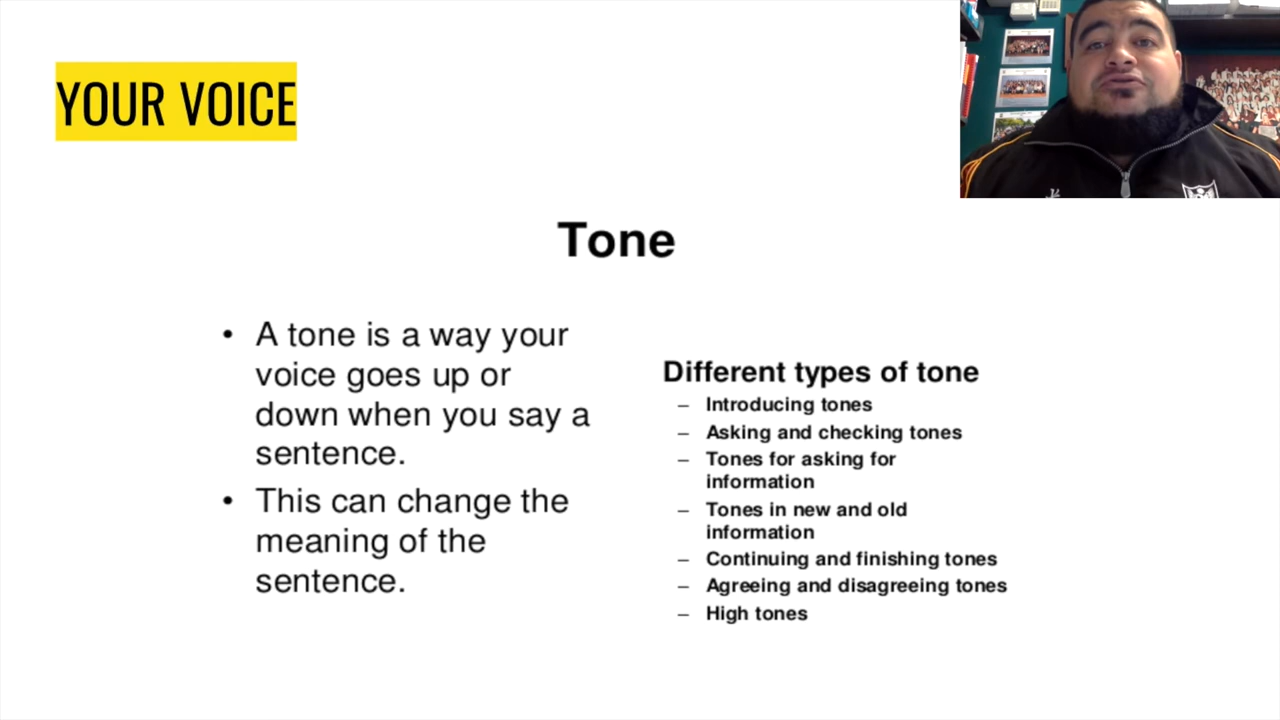 YOUR VOICE
Tone
• A tone is a way your
voice goes up or
down when you say a
sentence.
• This can change the
meaning of the
sentence.
Different types of tone
– Introducing tones
– Asking and checking tones
– Tones for asking for
information
– Tones in new and old
information
– Continuing and finishing tones
– Agreeing and disagreeing tones
– High tones